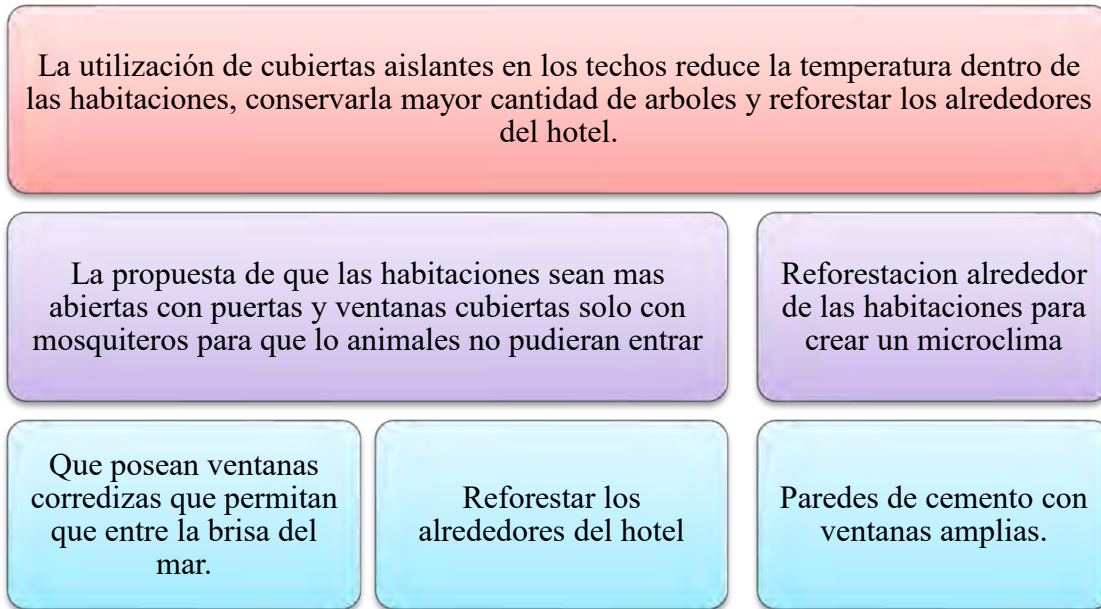 La utilización de cubiertas aislantes en los techos reduce la temperatura dentro de
las habitaciones, conservarla mayor cantidad de arboles y reforestar los alrededores
del hotel.
La propuesta de que las habitaciones sean mas
abiertas con puertas y ventanas cubiertas solo con
mosquiteros para que lo animales no pudieran entrar
Reforestacion alrededor
de las habitaciones para
crear un microclima
Que posean ventanas
corredizas que permitan
que entre la brisa del
mar.
Reforestar los
alrededores del hotel
Paredes de cemento con
ventanas amplias.